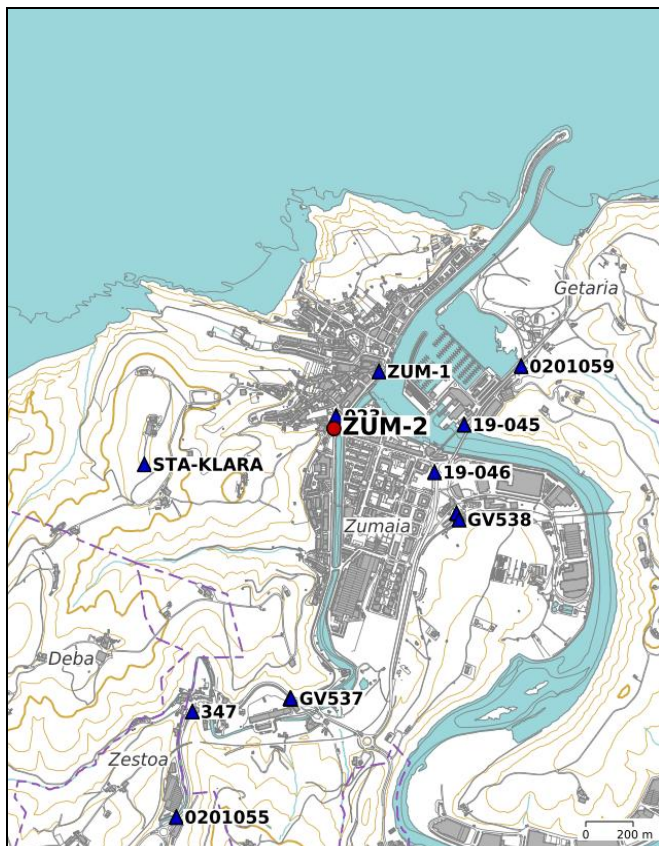 Getaria
0201059
ZUM-1
023
ZUM-2
19-045
STA-KLARA
19-046
GV538
Zumaia
Deba
GV537
347
Zestoa
0201055
0 200 m